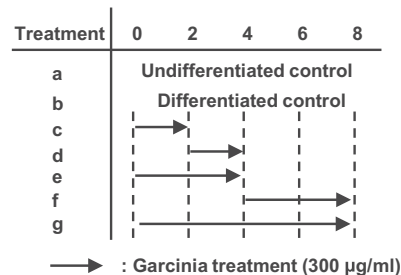 Treatment 0 2 4 6 8
a Undifferentiated control
b Differentiated control
c
d
e
f
g
: Garcinia treatment (300 µg/ml)